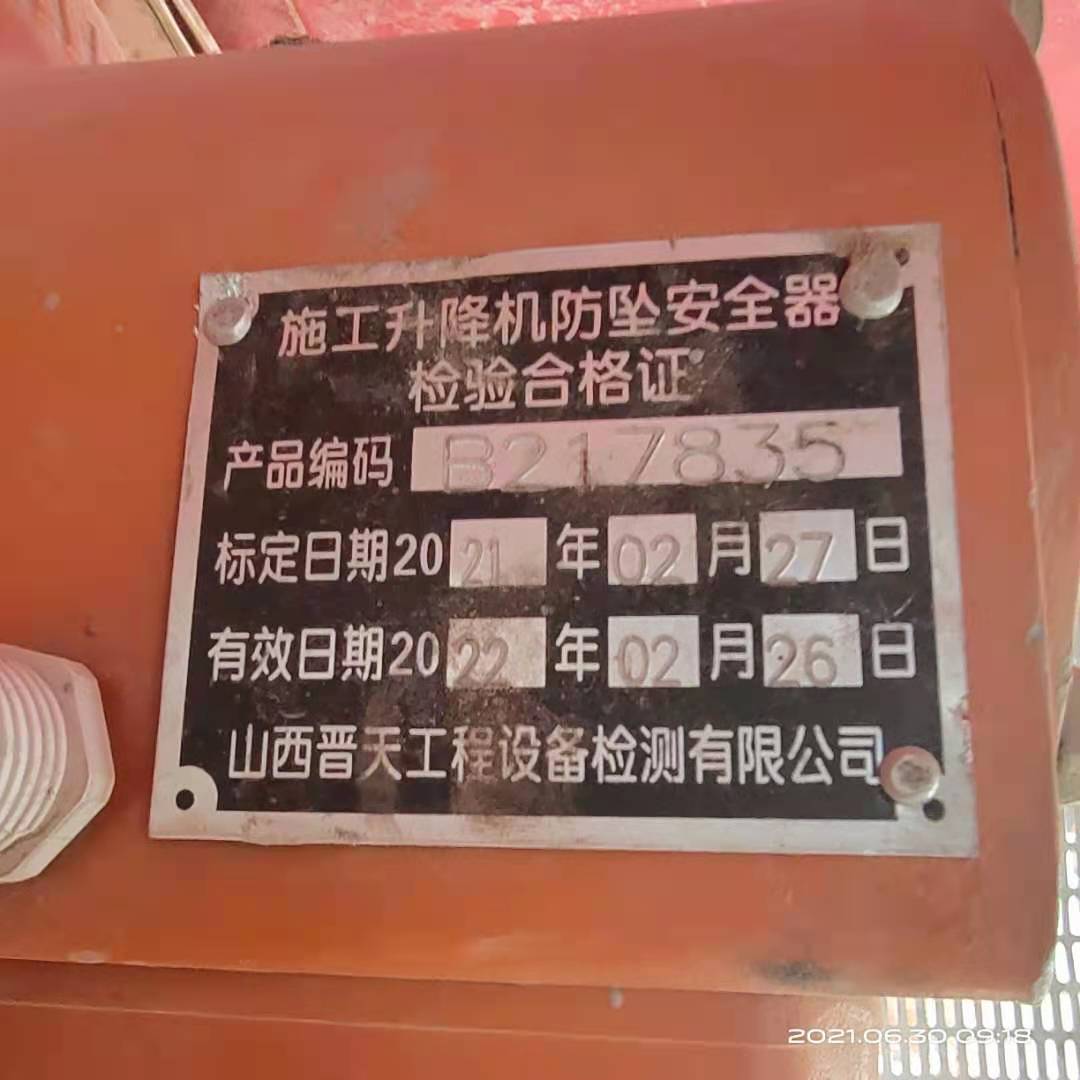 施工升降机防坠安全器
检验合格证
产品编码 B217835
标定日期2021年02月27日
有效日期2022年02月26日
山西晋天工程设备检测有限公司
2021.06.30 09:18